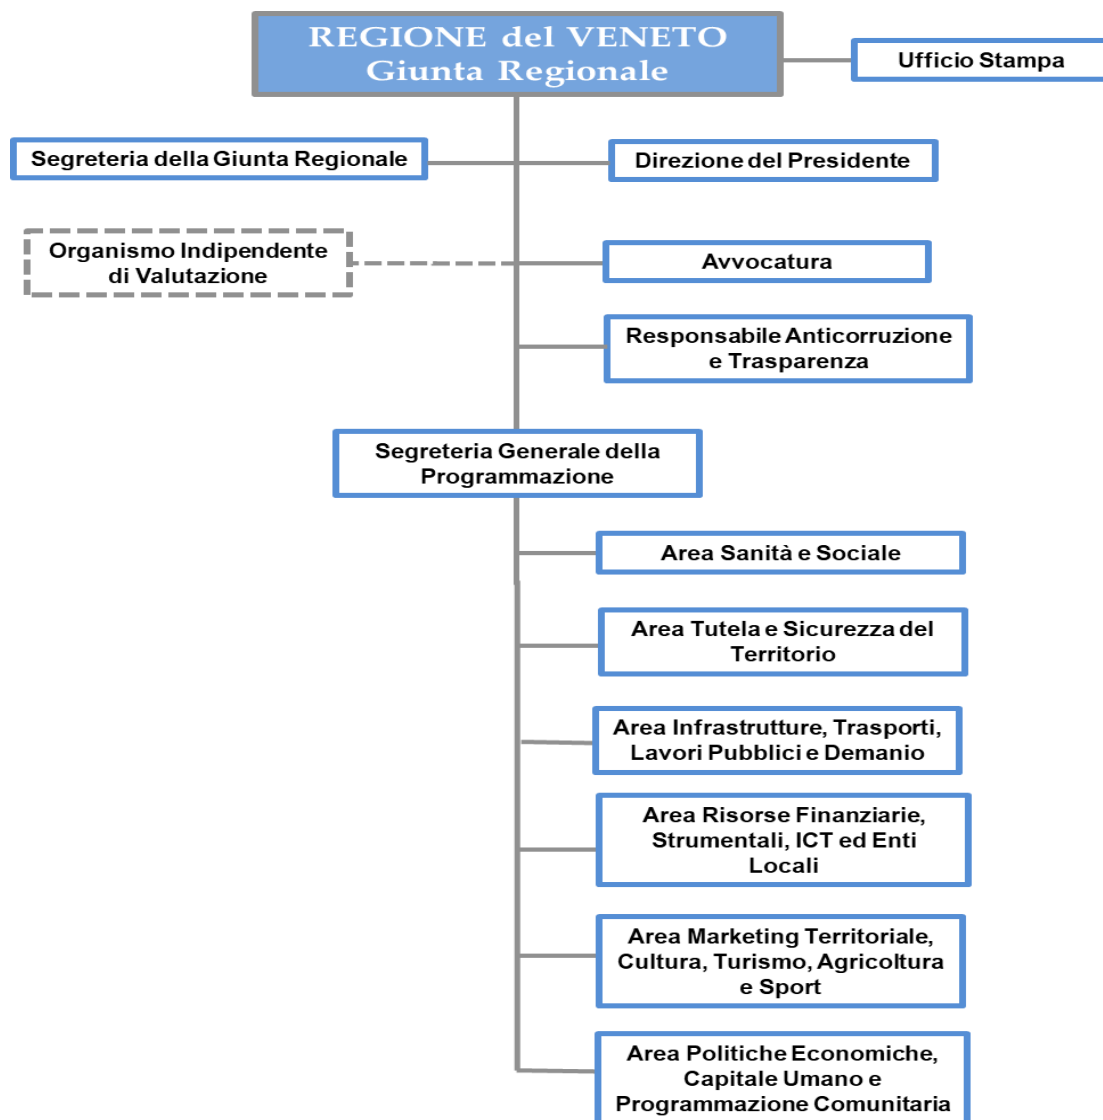 REGIONE del VENETO
Giunta Regionale
Ufficio Stampa
Segreteria della Giunta Regionale
Direzione del Presidente
Organismo Indipendente
di Valutazione
Avvocatura
Responsabile Anticorruzione
e Trasparenza
Segreteria Generale della
Programmazione
Area Sanità e Sociale
Area Tutela e Sicurezza del
Territorio
Area Infrastrutture, Trasporti,
Lavori Pubblici e Demanio
Area Risorse Finanziarie,
Strumentali, ICT ed Enti
Locali
Area Marketing Territoriale,
Cultura, Turismo, Agricoltura
e Sport
Area Politiche Economiche,
Capitale Umano e
Programmazione Comunitaria